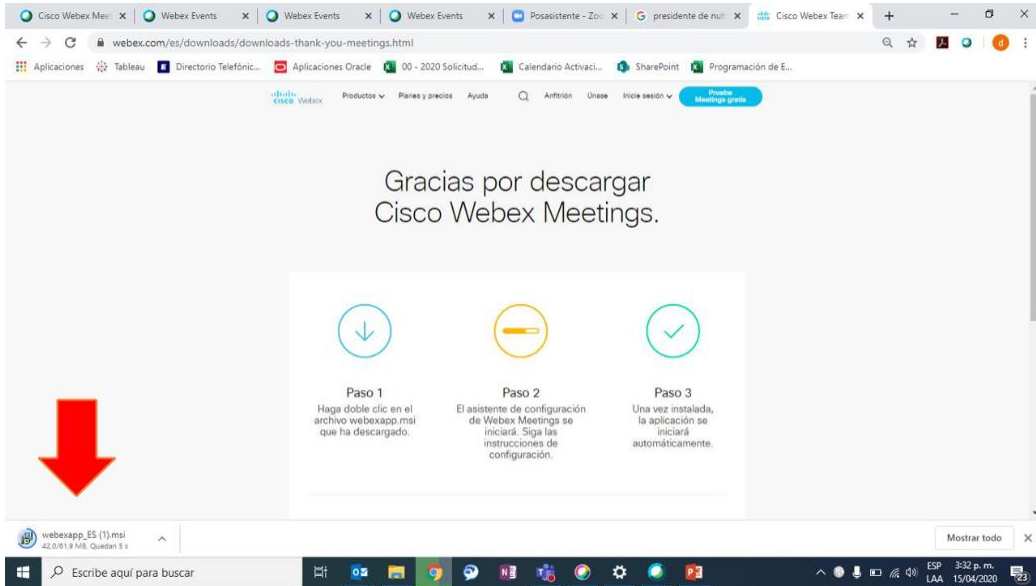 Cisco Webex Meet
Webex Events
Webex Events
Webex Events
Posasistente - Zoo
presidente de nut
Cisco Webex Team
webex.com/es/downloads/downloads-thank-you-meetings.html
Aplicaciones
Tableau
Directorio Telefónic...
Aplicaciones Oracle
00 - 2020 Solicitud...
Calendario Activaci...
SharePoint
Programación de E...
CISCO Webex
Productos
Planes y precios
Ayuda
Anfitrión
Únase
Inicie sesión
Pruebe
Meetings gratis
Gracias por descargar
Cisco Webex Meetings.
Paso 1
Haga doble clic en el
archivo webexapp.msi
que ha descargado.
Paso 2
El asistente de configuración
de Webex Meetings se
iniciará. Siga las
instrucciones de
configuración.
Paso 3
Una vez instalada,
la aplicación se
iniciará
automáticamente.
webexapp_ES (1).msi
42,0/61,9 MB, Quedan 5 s
Mostrar todo
Escribe aquí para buscar
ESP
LAA
3:32 p. m.
15/04/2020